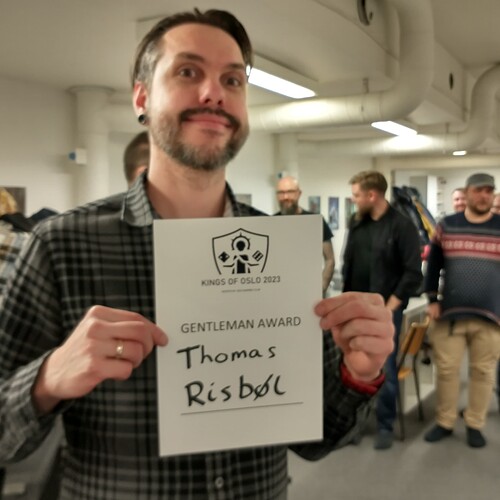 KINGS OF OSLO 2023
GENTLEMAN AWARD
Thomas
Risbøl